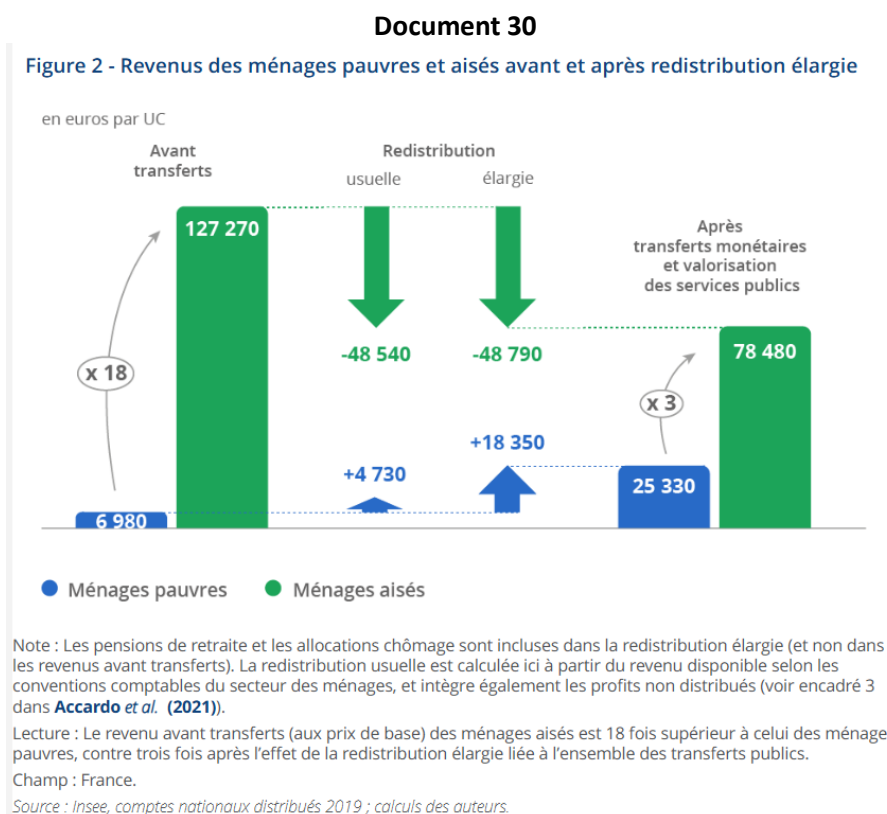 Document 30
Figure 2 - Revenus des ménages pauvres et aisés avant et après redistribution élargie
en euros par UC
Avant
transferts
Redistribution
usuelle
élargie
127 270
Après
transferts monétaires
et valorisation
des services publics
-48 540
-48 790
78 480
x 18
x 3
+18 350
+4 730
25 330
6 980
Ménages pauvres
Ménages aisés
Note : Les pensions de retraite et les allocations chômage sont incluses dans la redistribution élargie (et non dans
les revenus avant transferts). La redistribution usuelle est calculée ici à partir du revenu disponible selon les
conventions comptables du secteur des ménages, et intègre également les profits non distribués (voir encadré 3
dans Accardo et al. (2021)).
Lecture : Le revenu avant transferts (aux prix de base) des ménages aisés est 18 fois supérieur à celui des ménage
pauvres, contre trois fois après l'effet de la redistribution élargie liée à l'ensemble des transferts publics.
Champ : France.
Source : Insee, comptes nationaux distribués 2019 ; calculs des auteurs.